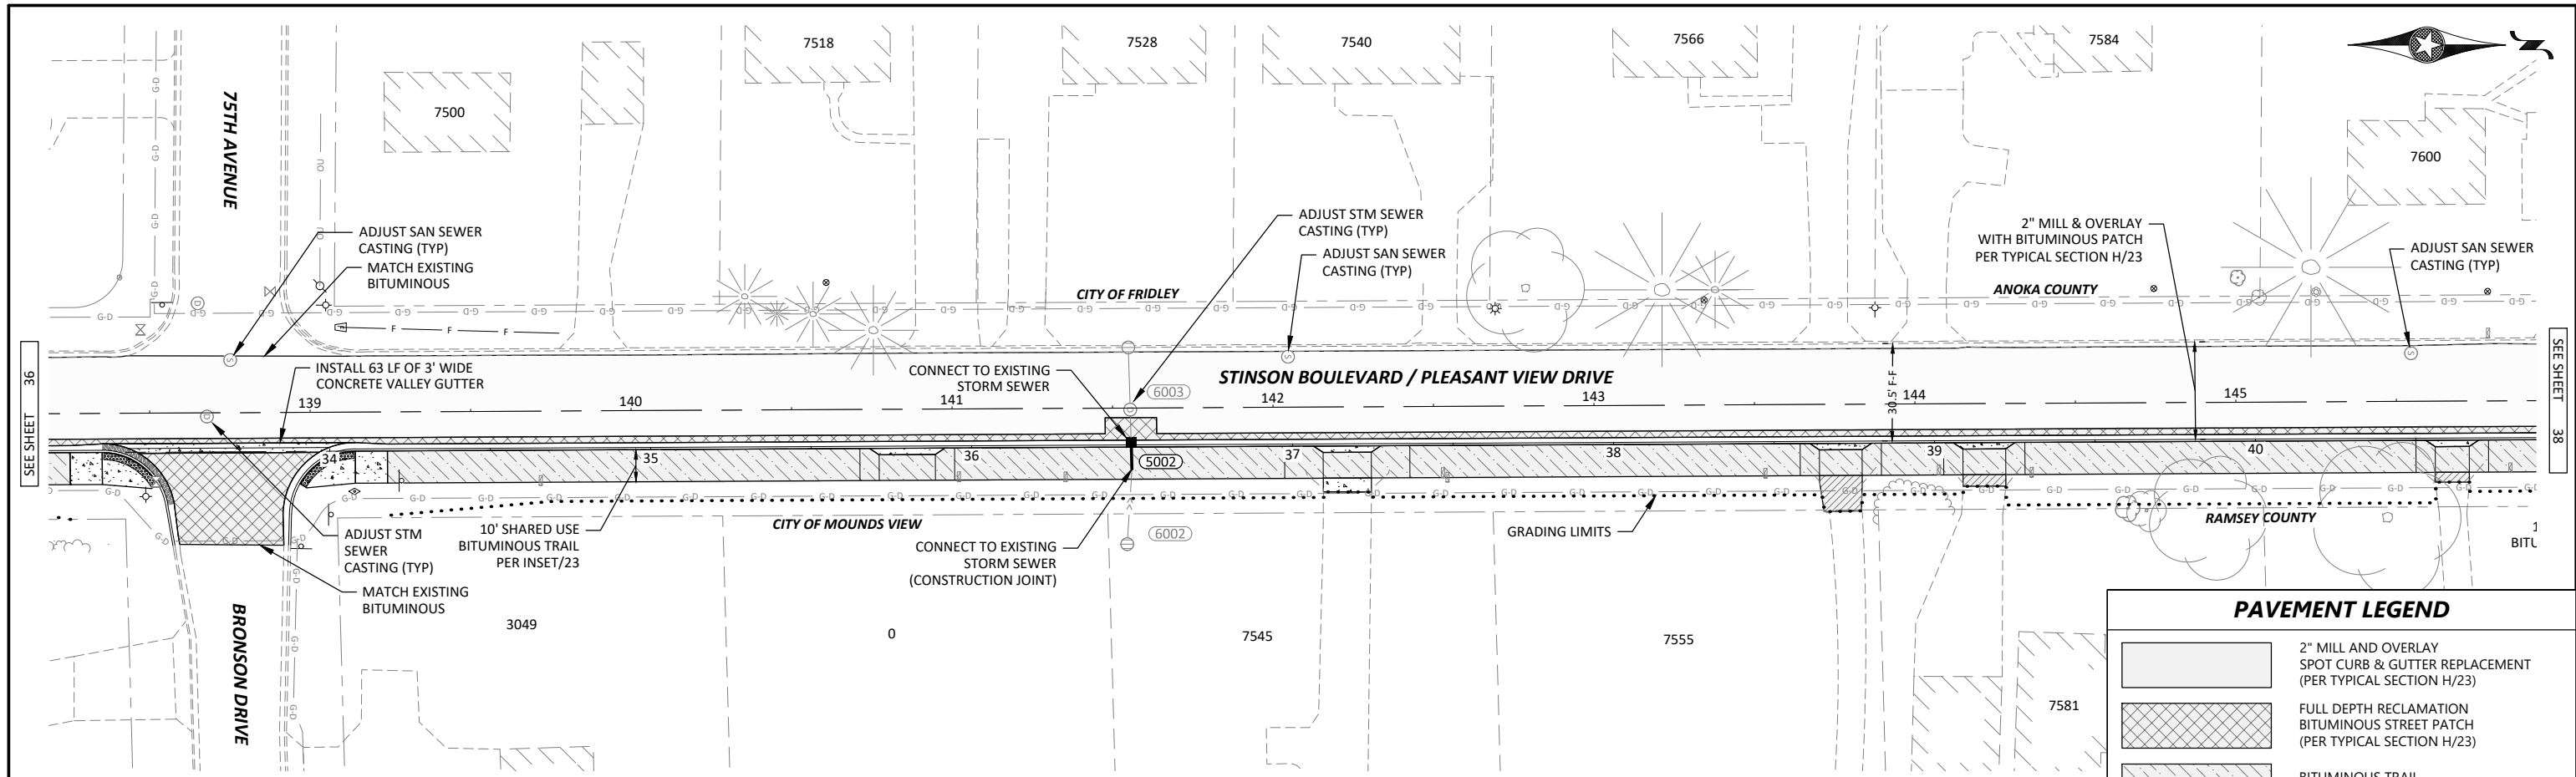 7518
7528
7540
7566
7584
7500
7600
75TH AVENUE
ADJUST SAN SEWER
CASTING (TYP)
MATCH EXISTING
BITUMINOUS
ADJUST STM SEWER
CASTING (TYP)
ADJUST SAN SEWER
CASTING (TYP)
2" MILL & OVERLAY
WITH BITUMINOUS PATCH
PER TYPICAL SECTION H/23
ADJUST SAN SEWER
CASTING (TYP)
CITY OF FRIDLEY
ANOKA COUNTY
SEE SHEET 36
SEE SHEET 38
INSTALL 63 LF OF 3' WIDE
CONCRETE VALLEY GUTTER
CONNECT TO EXISTING
STORM SEWER
6003
STINSON BOULEVARD / PLEASANT VIEW DRIVE
30.5' F-F
139
140
141
142
143
144
145
34
35
36
37
38
39
40
5002
6002
CITY OF MOUNDS VIEW
RAMSEY COUNTY
ADJUST STM
SEWER
CASTING (TYP)
10' SHARED USE
BITUMINOUS TRAIL
PER INSET/23
CONNECT TO EXISTING
STORM SEWER
(CONSTRUCTION JOINT)
GRADING LIMITS
MATCH EXISTING
BITUMINOUS
BRONSON DRIVE
3049
0
7545
7555
7581
PAVEMENT LEGEND
2" MILL AND OVERLAY
SPOT CURB & GUTTER REPLACEMENT
(PER TYPICAL SECTION H/23)
FULL DEPTH RECLAMATION
BITUMINOUS STREET PATCH
(PER TYPICAL SECTION H/23)
BITUMINOUS TRAIL